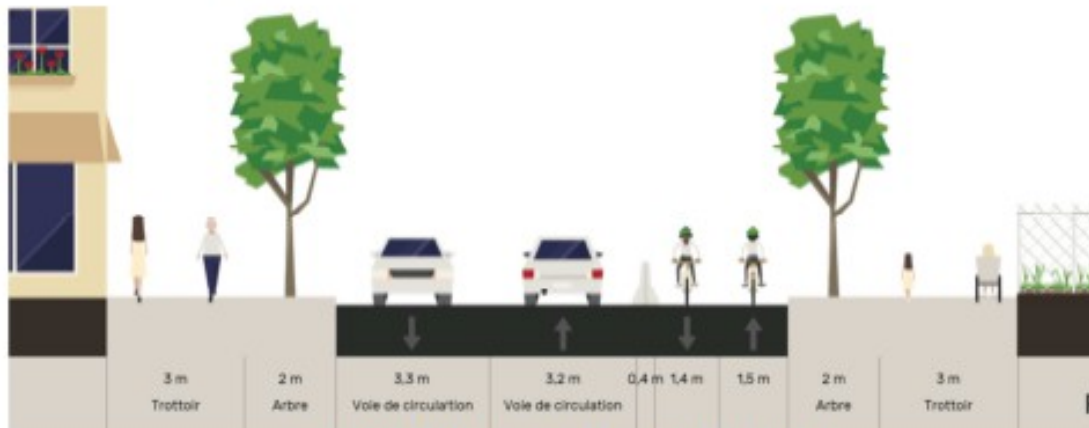 3 m 2 m 3,3 m 3,2 m 0,4 m 1,4 m 1,5 m 2 m 3 m
Trottoir Arbre Voie de circulation Voie de circulation Arbre Trottoir